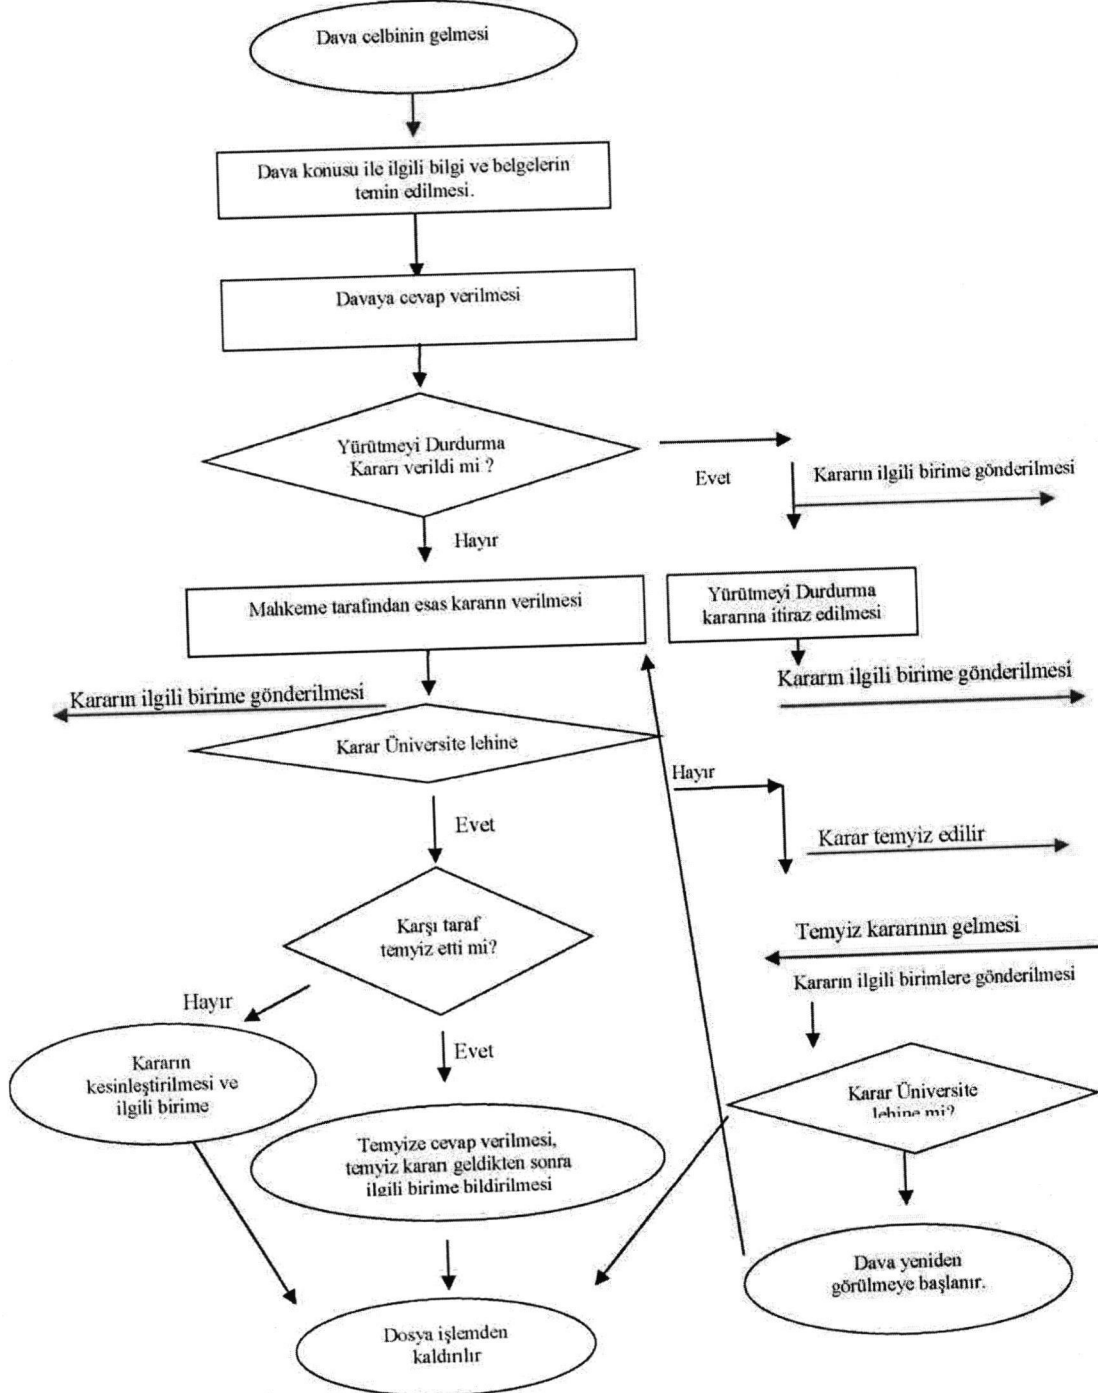 Dava celbinin gelmesi
Dava konusu ile ilgili bilgi ve belgelerin
temin edilmesi.
Davaya cevap verilmesi
Yürütmeyi Durdurma
Kararı verildi mi ?
Evet
Kararın ilgili birime gönderilmesi
Hayır
Mahkeme tarafından esas kararın verilmesi
Yürütmeyi Durdurma
kararına itiraz edilmesi
Kararın ilgili birime gönderilmesi
Kararın ilgili birime gönderilmesi
Karar Üniversite lehine
Hayır
Evet
Karar temyiz edilir
Karşı taraf
temyiz etti mi?
Temyiz kararının gelmesi
Kararın ilgili birimlere gönderilmesi
Hayır
Evet
Kararın
kesinleştirilmesi ve
ilgili birime
Karar Üniversite
lehine mi?
Temyize cevap verilmesi,
temyiz kararı geldikten sonra
ilgili birime bildirilmesi
Dava yeniden
görülmeye başlanır.
Dosya işlemden
kaldırılır